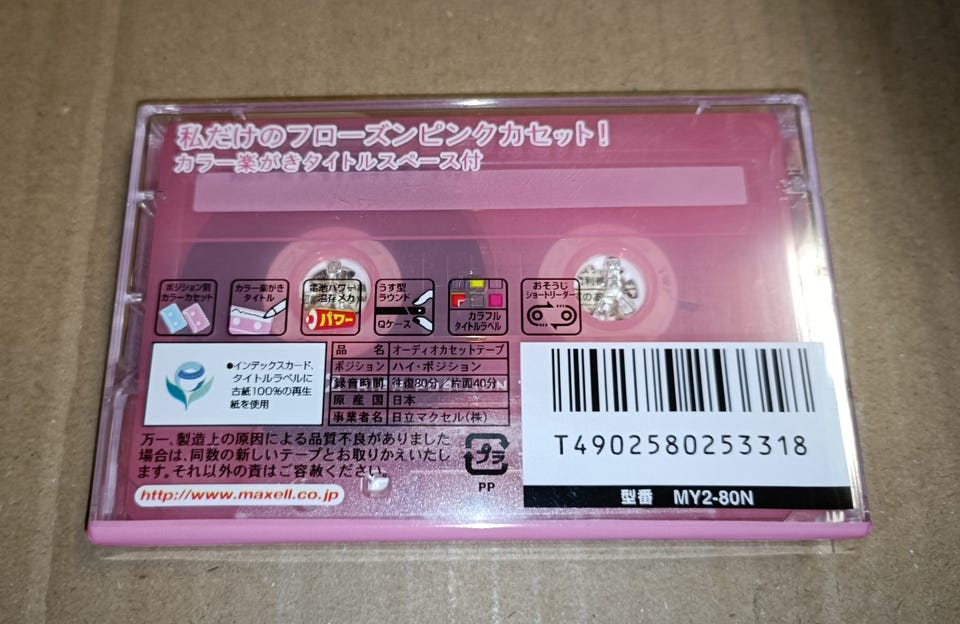 私だけのフローズンピンクカセット!
カラー楽がきタイトルスペース付
ポジション別
カラーカセット
カラー楽がき
タイトル
電池パワー
パワー
うす型
ラウンド
Qケース
カラフル
タイトルラベル
おそうじ
ショートリーダー
●インデックスカード、
タイトルラベルに
古紙100%の再生
紙を使用
品 名 オーディオカセットテープ
ポジション ハイ・ポジション
録音時間 往復80分/片面40分
原産国 日本
事業者名 日立マクセル(株)
万一、製造上の原因による品質不良がありました
場合は、同数の新しいテープとお取りかえいたし
ます。それ以外の責はご容赦ください。
http://www.maxell.co.jp
プラ
PP
T4902580253318
型番 MY2-80N